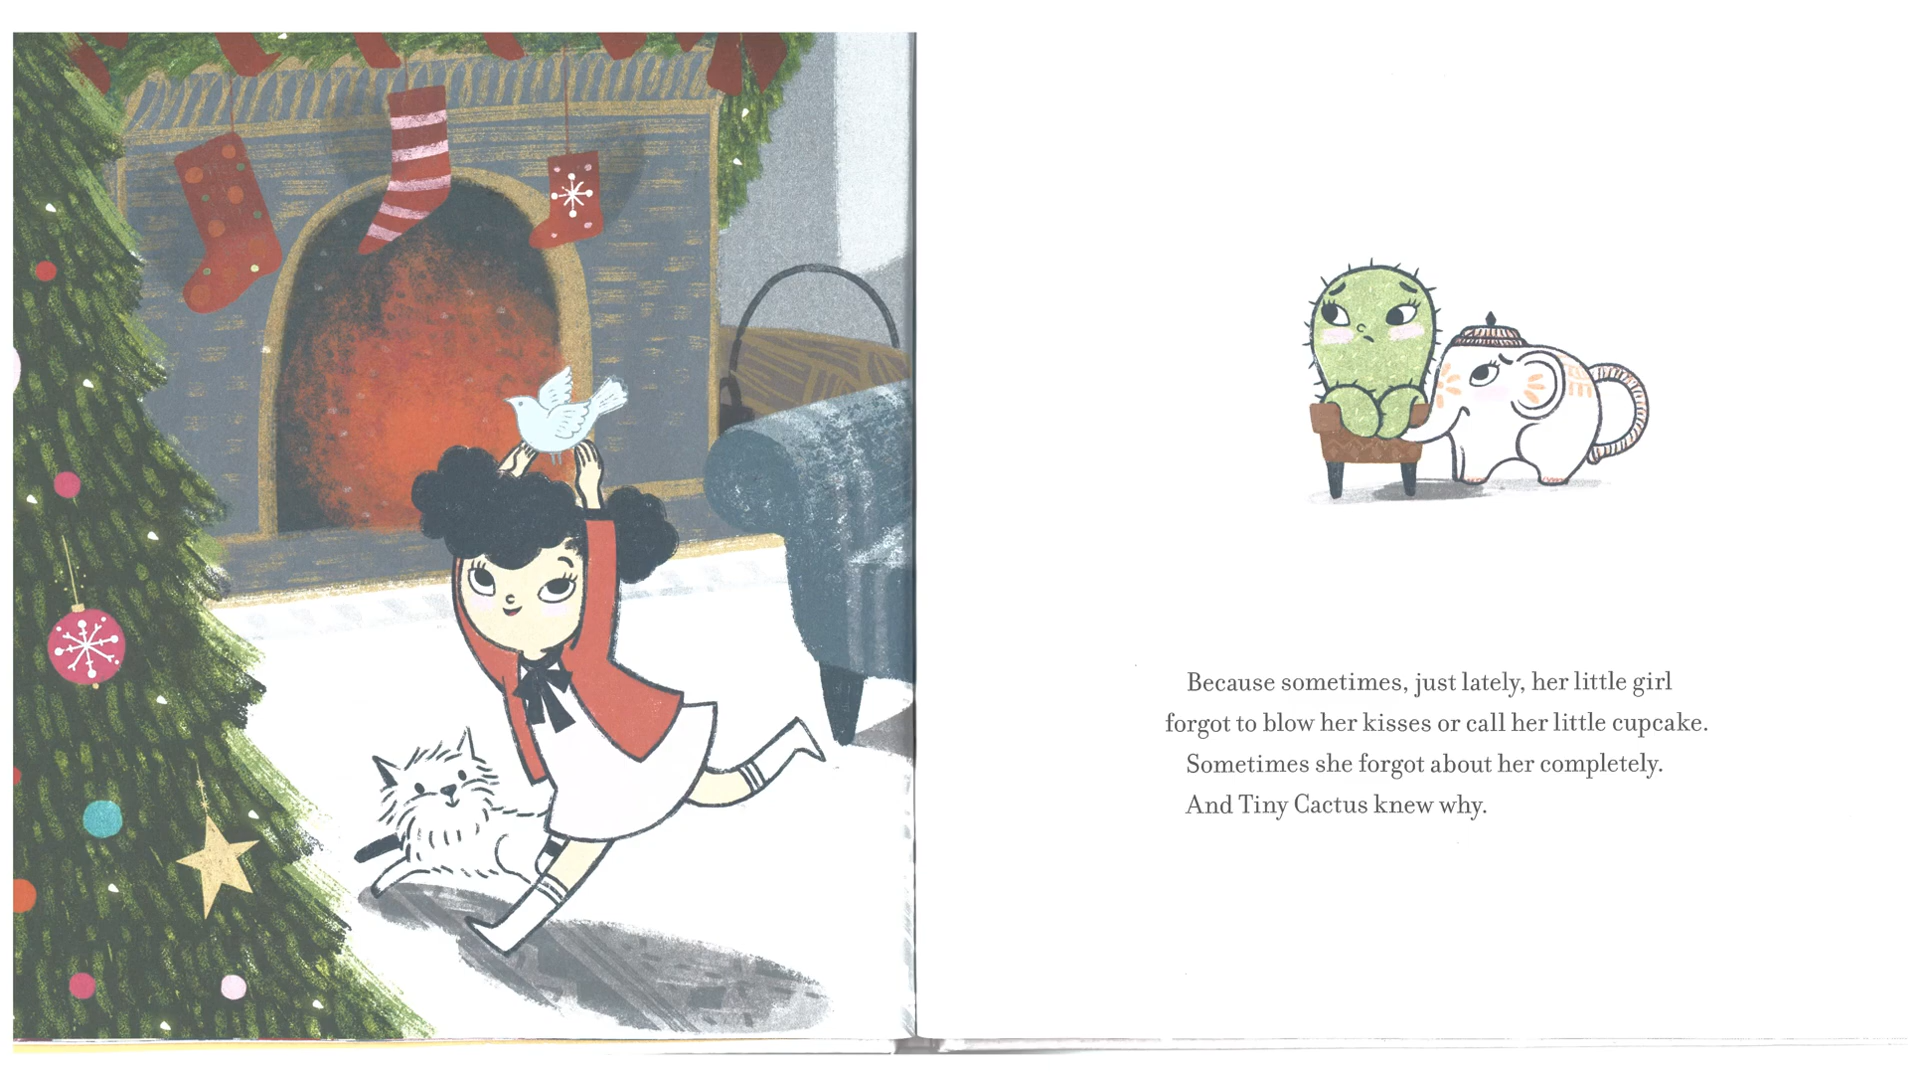 Because sometimes, just lately, her little girl
forgot to blow her kisses or call her little cupcake.
Sometimes she forgot about her completely.
And Tiny Cactus knew why.